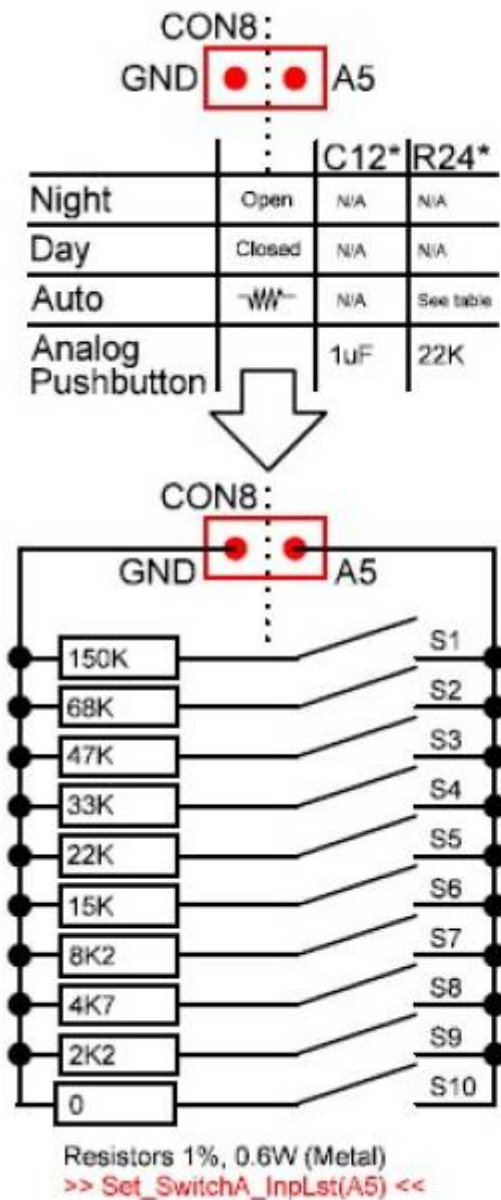 CON8:
GND A5
C12* R24*
Night Open N/A N/A
Day Closed N/A N/A
Auto N/A See table
Analog 1uF 22K
Pushbutton
CON8:
GND A5
150K S1
68K S2
47K S3
33K S4
22K S5
15K S6
8K2 S7
4K7 S8
2K2 S9
0 S10
Resistors 1%, 0.6W (Metal)
>> Set_SwitchA_InpLst(A5) <<